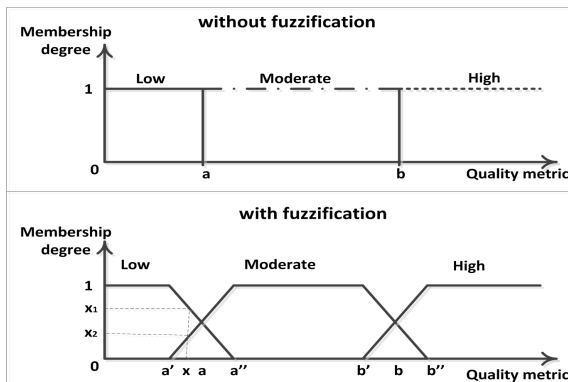 without fuzzification
Membership
degree
Low Moderate High
1
0
a b Quality metric
with fuzzification
Membership
degree
Low Moderate High
1
x1
x2
0
a' x a a'' b' b b''
Quality metric